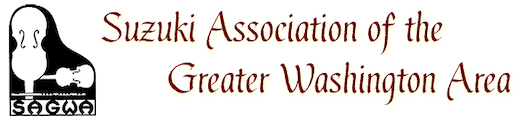 Suzuki Association of the
Greater Washington Area
SAGWA